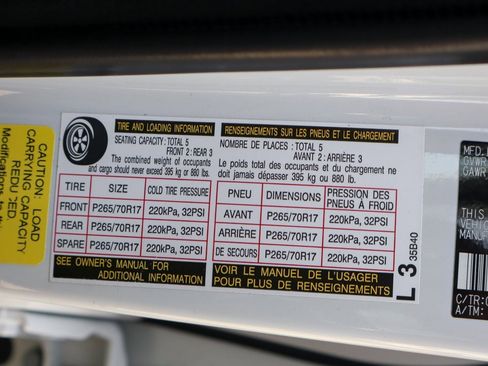 CAUTION: LOAD
CARRYING CAPACITY
REDUCED.
Modifications
TIRE AND LOADING INFORMATION
SEATING CAPACITY: TOTAL 5
FRONT 2 : REAR 3
The combined weight of occupants
and cargo should never exceed 395 kg or 880 lbs.
TIRE SIZE COLD TIRE PRESSURE
FRONT P265/70R17 220kPa, 32PSI
REAR P265/70R17 220kPa, 32PSI
SPARE P265/70R17 220kPa, 32PSI
SEE OWNER'S MANUAL FOR
ADDITIONAL INFORMATION
RENSEIGNEMENTS SUR LES PNEUS ET LE CHARGEMENT
NOMBRE DE PLACES : TOTAL 5
AVANT 2 : ARRIÈRE 3
Le poids total des occupants et du chargement ne
doit jamais dépasser 395 kg ou 880 lb.
PNEU DIMENSIONS PRESSION DES PNEUS À FROID
AVANT P265/70R17 220kPa, 32PSI
ARRIÈRE P265/70R17 220kPa, 32PSI
DE SECOURS P265/70R17 220kPa, 32PSI
VOIR LE MANUEL DE L'USAGER
POUR PLUS DE RENSEIGNEMENTS
L 3 35B40
MFD.
GVWR
GAWR
THIS
VEHIC
MANUF
C/TR:
A/TM: